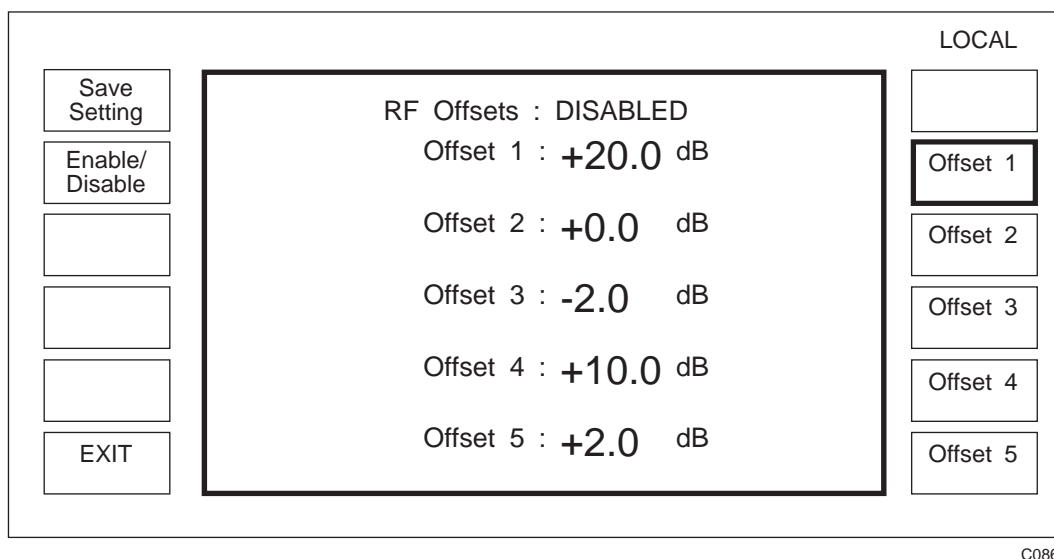 LOCAL
Save
Setting
Enable/
Disable
EXIT
RF Offsets : DISABLED
Offset 1 : +20.0 dB
Offset 2 : +0.0 dB
Offset 3 : -2.0 dB
Offset 4 : +10.0 dB
Offset 5 : +2.0 dB
Offset 1
Offset 2
Offset 3
Offset 4
Offset 5